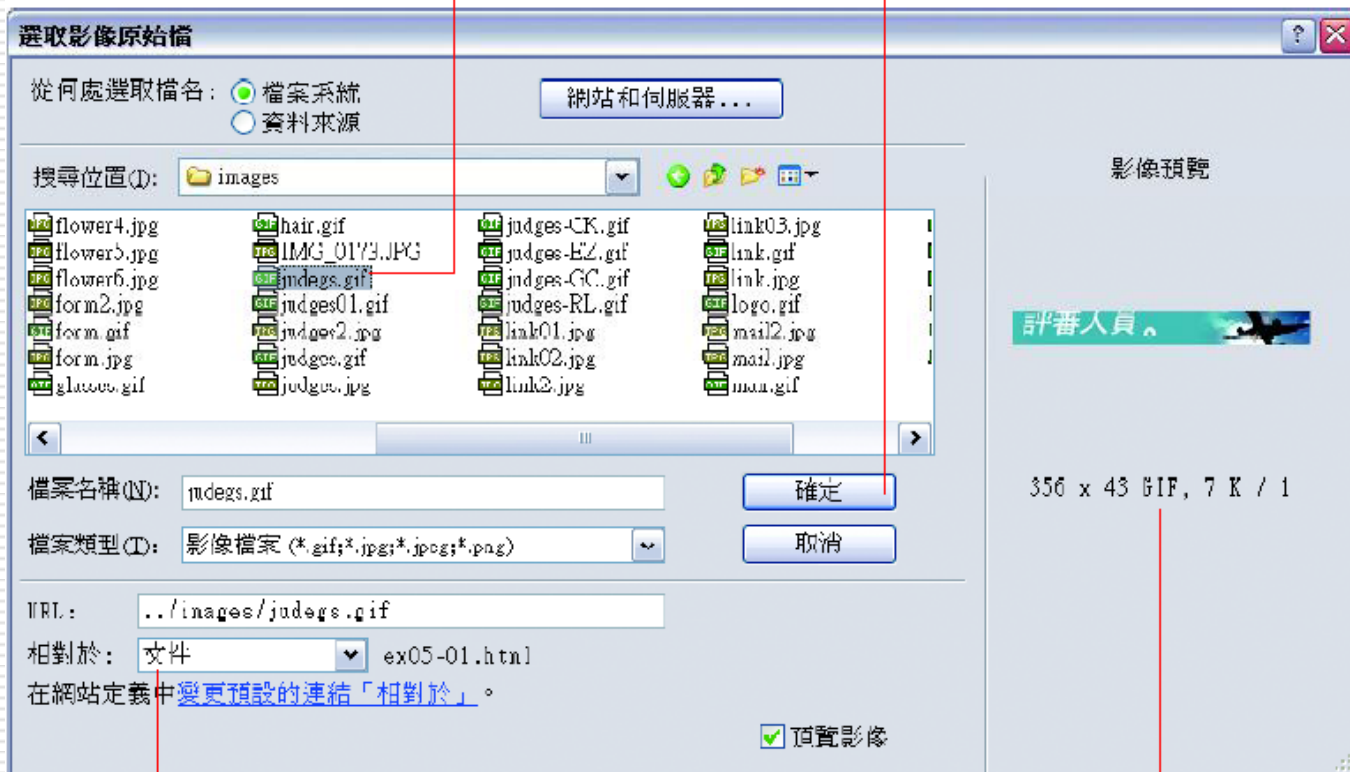 選取影像原始檔
從何處選取檔名: 檔案系統
網站和伺服器...
資料來源
搜尋位置(I): images
影像預覽
flower4.jpg
flower5.jpg
flower6.jpg
form2.jpg
form.gif
form.jpg
glasses.gif
hair.gif
IMG_0173.JPG
judegs.gif
judges01.gif
judges2.jpg
judges.gif
judges.jpg
judges-CK.gif
judges-EZ.gif
judges-GC.gif
judges-RL.gif
link01.jpg
link02.jpg
link2.jpg
link03.jpg
link.gif
link.jpg
logo.gif
mail2.jpg
mail.jpg
man.gif
評審人員。
檔案名稱(N): judegs.gif
確定
356 x 43 GIF, 7 K / 1
檔案類型(T): 影像檔案 (*.gif;*.jpg;*.jpeg;*.png)
取消
URL: ../images/judegs.gif
相對於: 文件 ex05-01.html
在網站定義中變更預設的連結「相對於」。
預覽影像